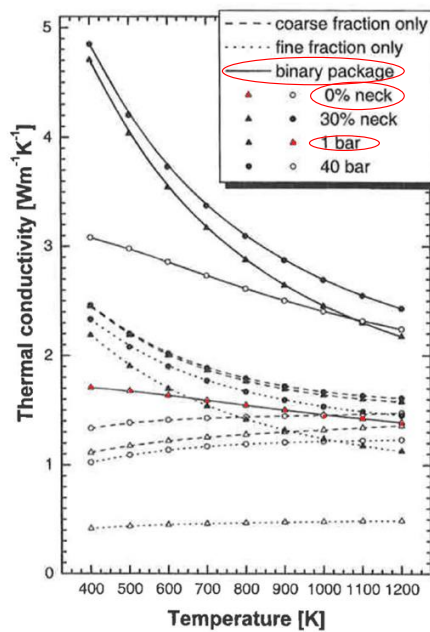 coarse fraction only
fine fraction only
binary package
0% neck
30% neck
1 bar
40 bar
Thermal conductivity [Wm⁻¹K⁻¹]
5
4
3
2
1
0
400 500 600 700 800 900 1000 1100 1200
Temperature [K]